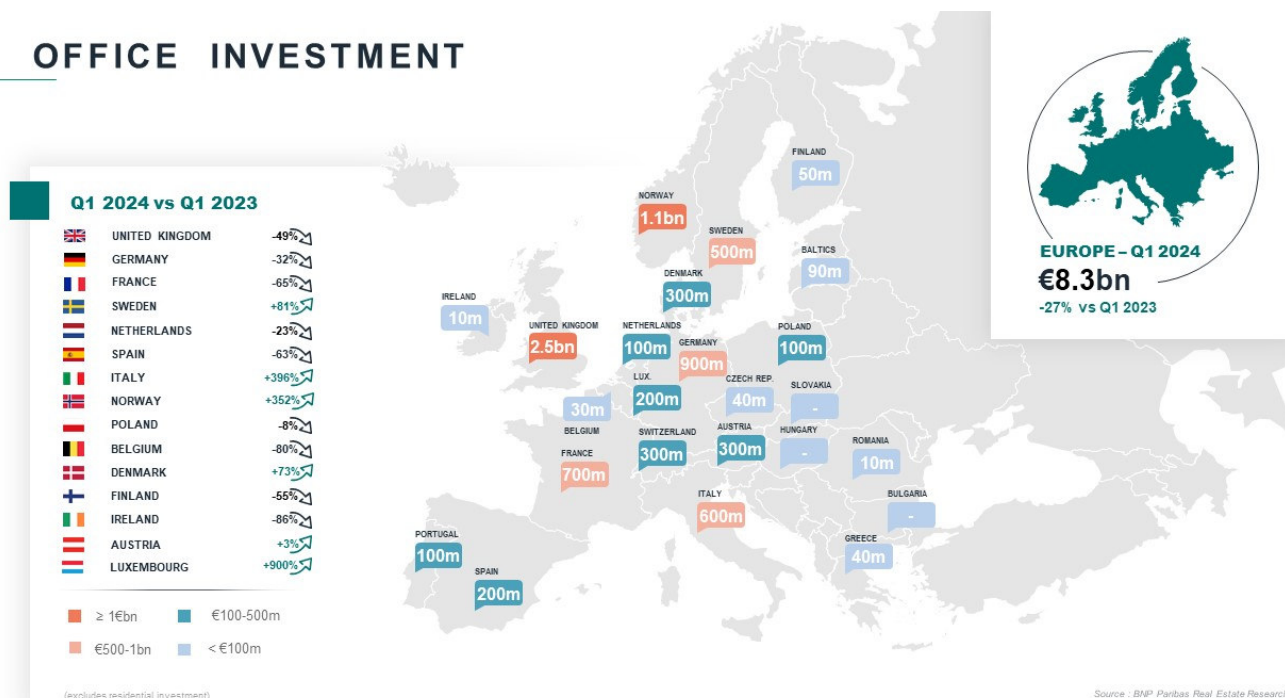 OFFICE INVESTMENT
Q1 2024 vs Q1 2023
UNITED KINGDOM -49%
GERMANY -32%
FRANCE -65%
SWEDEN +81%
NETHERLANDS -23%
SPAIN -63%
ITALY +396%
NORWAY +352%
POLAND -8%
BELGIUM -80%
DENMARK +73%
FINLAND -55%
IRELAND -86%
AUSTRIA +3%
LUXEMBOURG +900%
≥ 1€bn
€100-500m
€500-1bn
< €100m
(excludes residential investment)
FINLAND
50m
NORWAY
1.1bn
SWEDEN
500m
BALTICS
90m
DENMARK
300m
IRELAND
10m
UNITED KINGDOM
2.5bn
NETHERLANDS
100m
GERMANY
900m
POLAND
100m
LUX.
200m
CZECH REP.
40m
SLOVAKIA
-
30m
BELGIUM
SWITZERLAND
300m
AUSTRIA
300m
HUNGARY
-
ROMANIA
10m
FRANCE
700m
ITALY
600m
BULGARIA
-
GREECE
40m
PORTUGAL
100m
SPAIN
200m
EUROPE – Q1 2024
€8.3bn
-27% vs Q1 2023
Source : BNP Paribas Real Estate Research